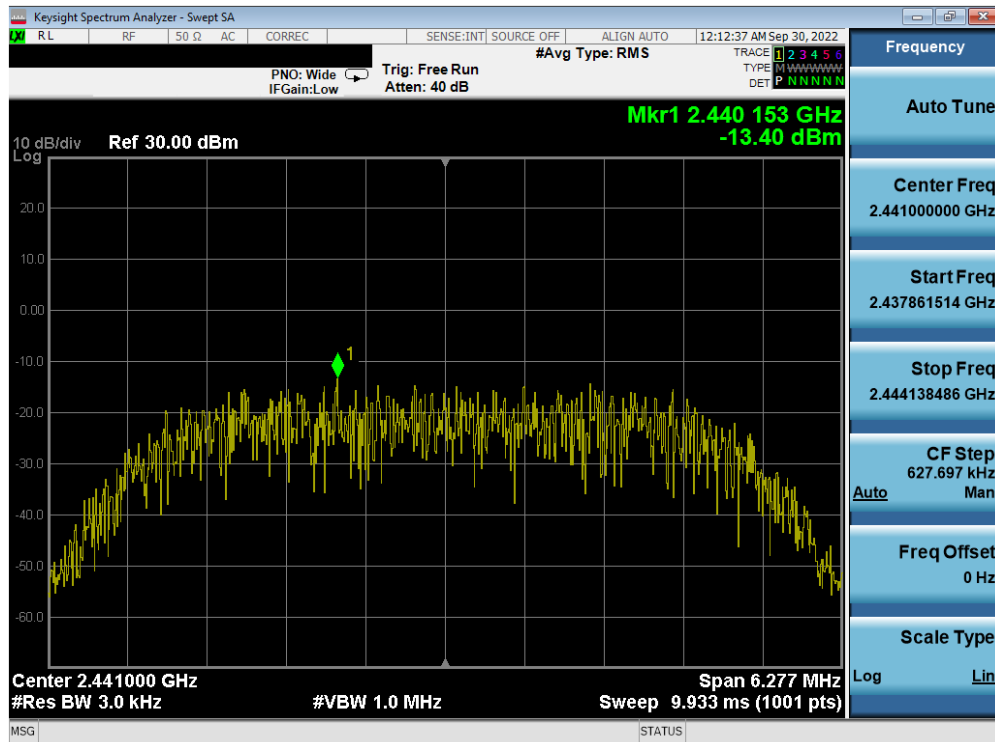 Keysight Spectrum Analyzer - Swept SA
LXI RL RF 50 Ω AC CORREC SENSE:INT SOURCE OFF ALIGN AUTO 12:12:37 AM Sep 30, 2022
#Avg Type: RMS
PNO: Wide
IFGain:Low
Trig: Free Run
Atten: 40 dB
TRACE 1 2 3 4 5 6
TYPE M WWWWW
DET P N N N N N
Mkr1 2.440 153 GHz
-13.40 dBm
10 dB/div
Log
Ref 30.00 dBm
20.0
10.0
0.00
-10.0
-20.0
-30.0
-40.0
-50.0
-60.0
1
Center 2.441000 GHz
Span 6.277 MHz
#Res BW 3.0 kHz
#VBW 1.0 MHz
Sweep 9.933 ms (1001 pts)
MSG
STATUS
Frequency
Auto Tune
Center Freq
2.441000000 GHz
Start Freq
2.437861514 GHz
Stop Freq
2.444138486 GHz
CF Step
627.697 kHz
Auto Man
Freq Offset
0 Hz
Scale Type
Log Lin